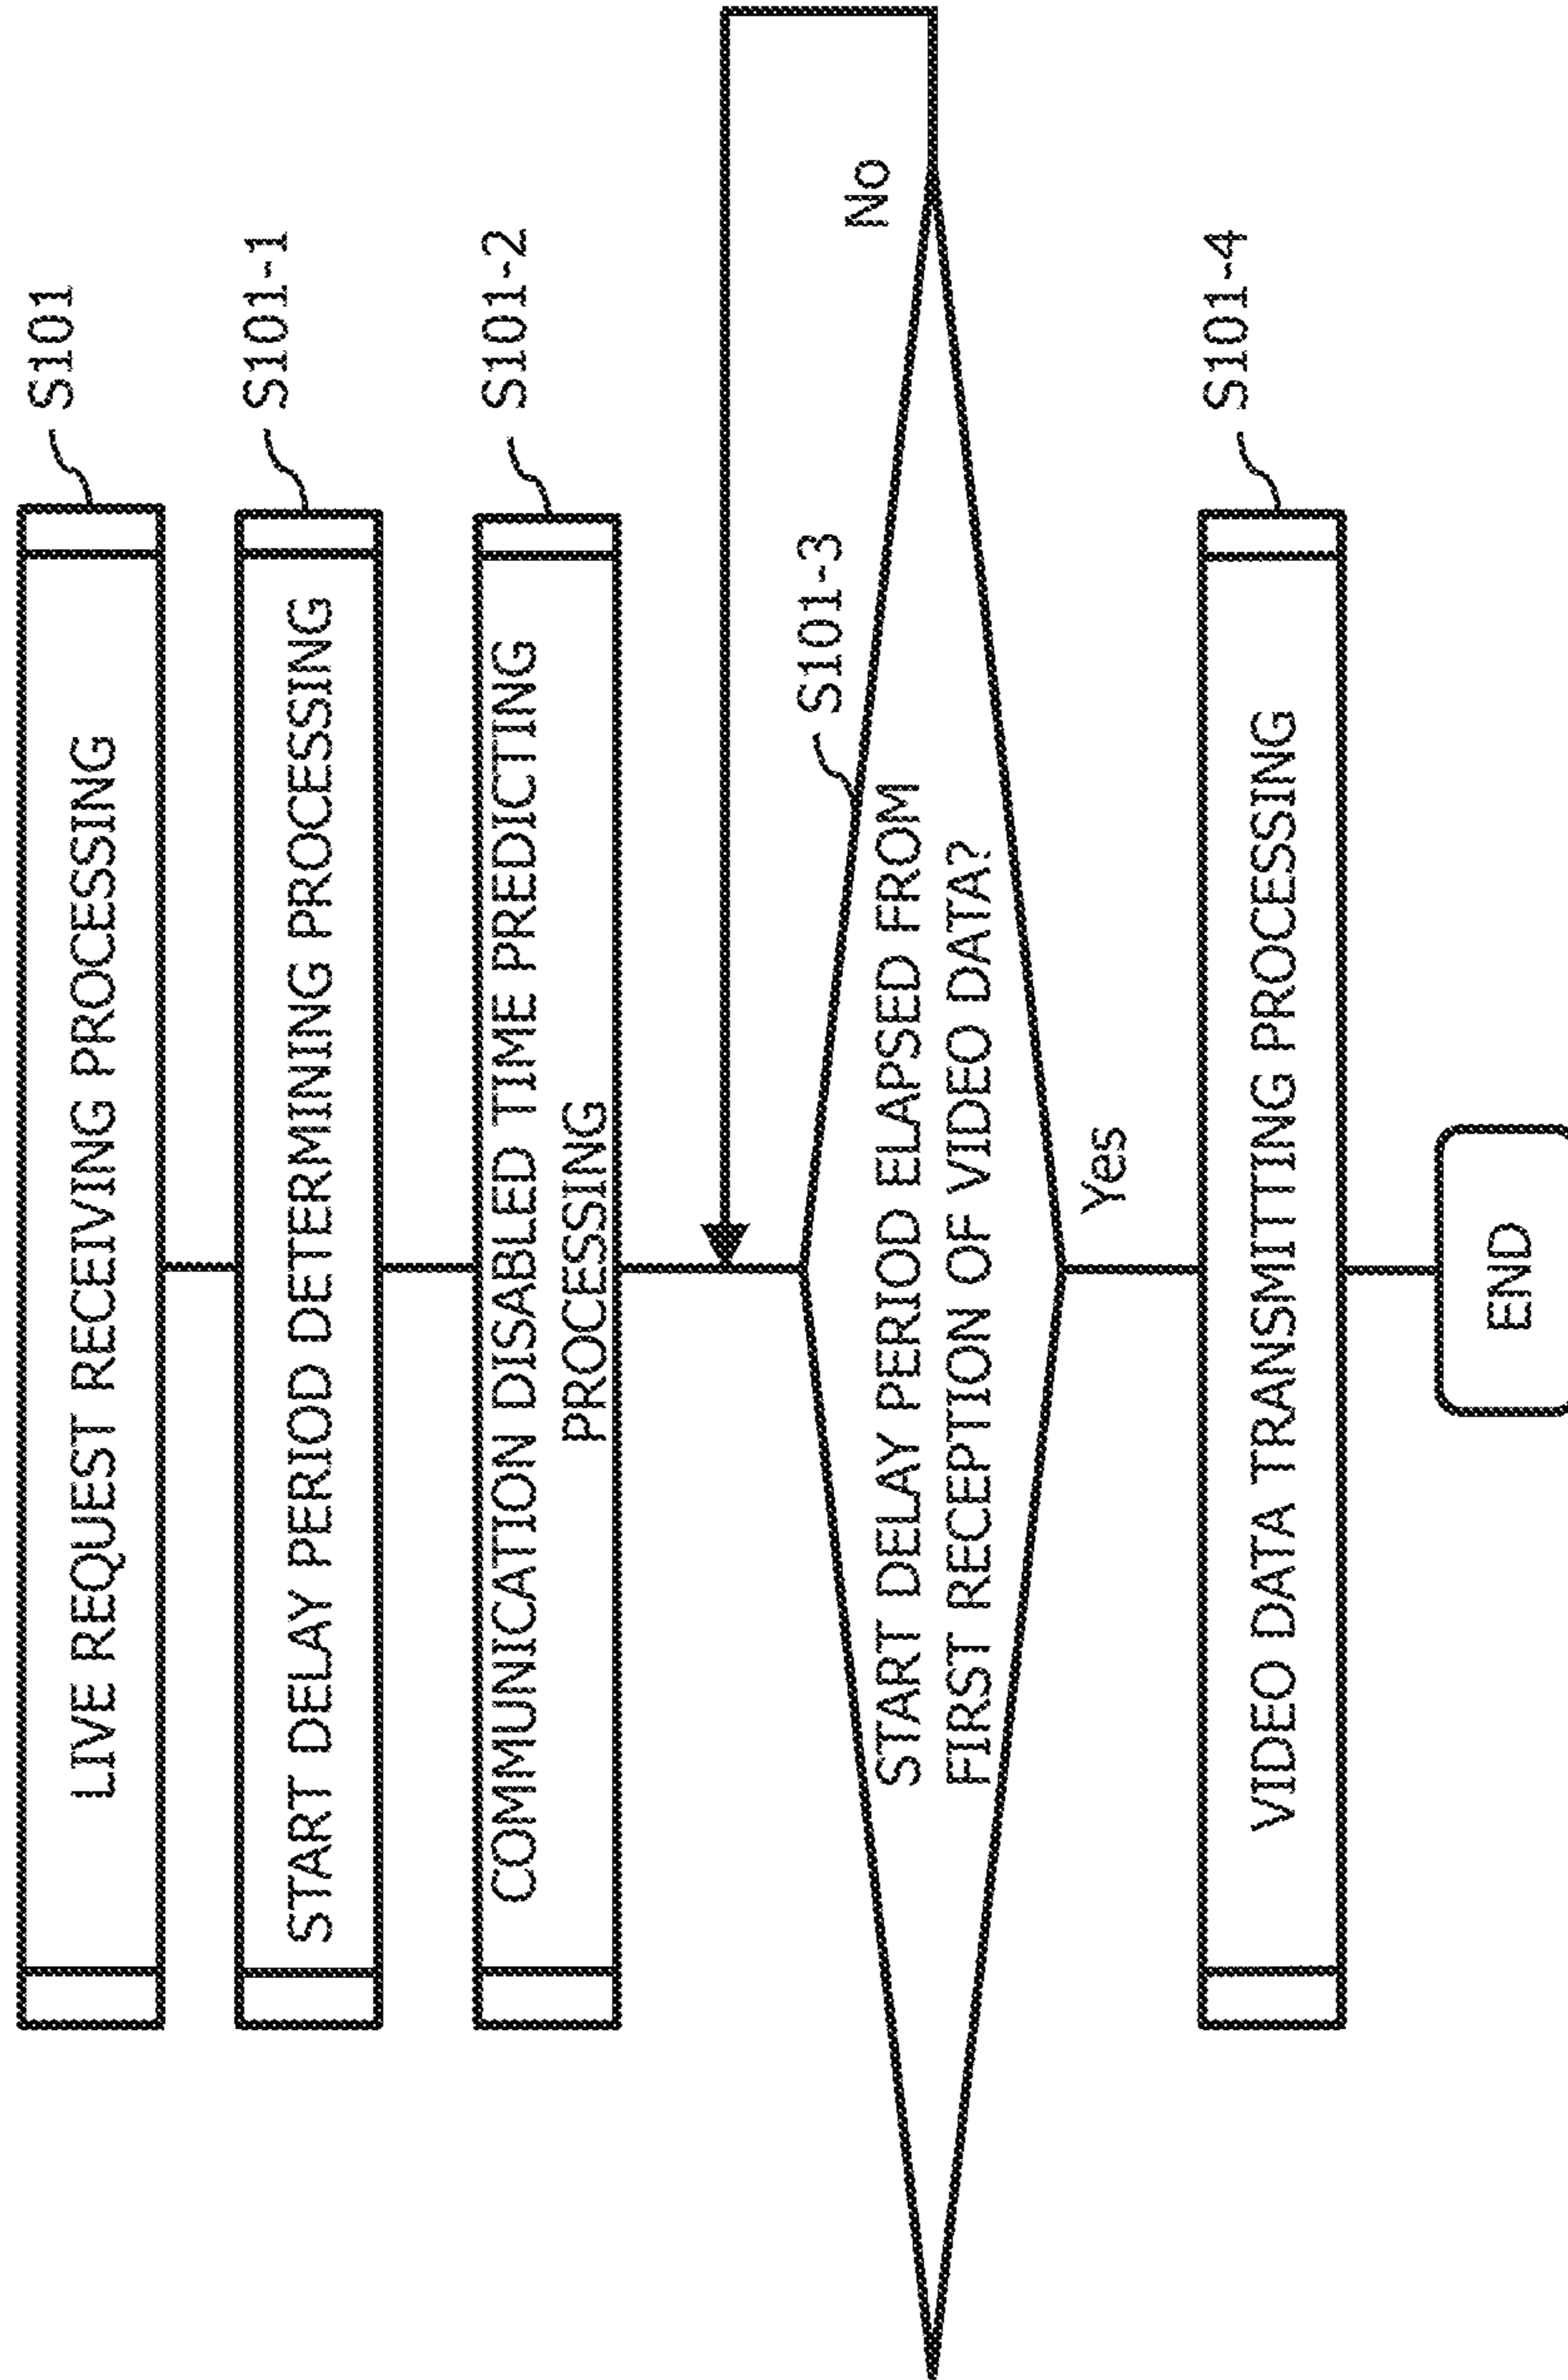 LIVE REQUEST RECEIVING PROCESSING
S101
START DELAY PERIOD DETERMINING PROCESSING
S101-1
COMMUNICATION DISABLED TIME PREDICTING
PROCESSING
S101-2
START DELAY PERIOD ELAPSED FROM
FIRST RECEPTION OF VIDEO DATA?
S101-3
No
Yes
VIDEO DATA TRANSMITTING PROCESSING
S101-4
END